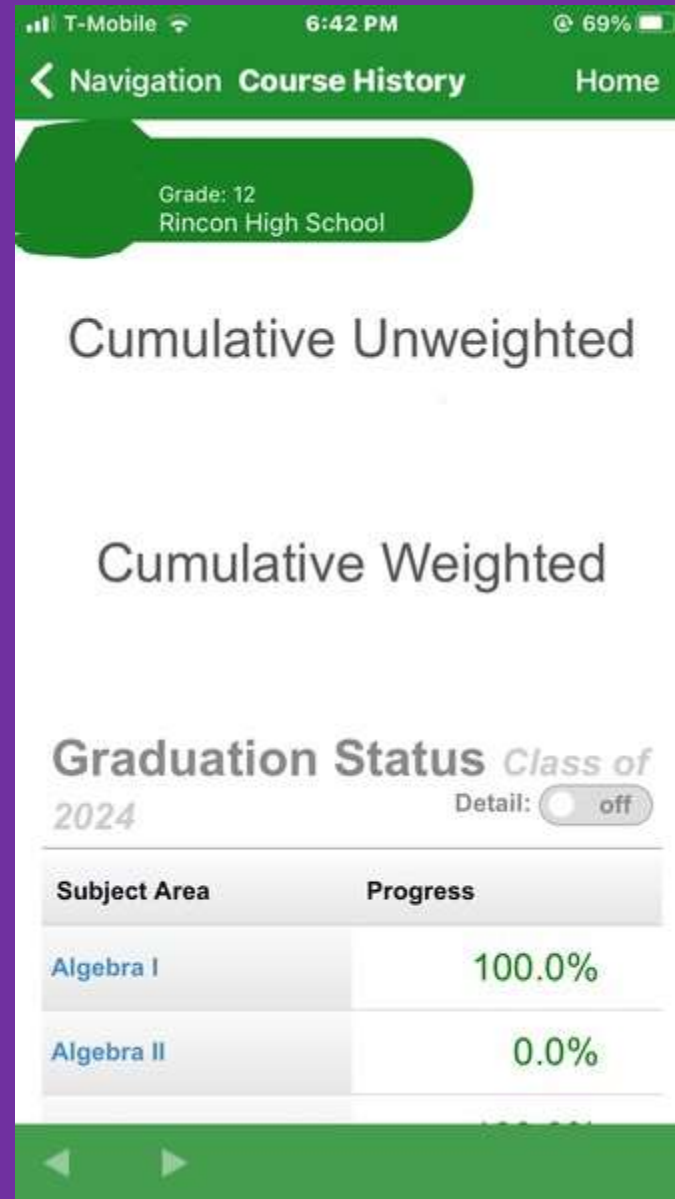 T-Mobile 6:42 PM 69%
Navigation Course History Home
Grade: 12
Rincon High School
Cumulative Unweighted
Cumulative Weighted
Graduation Status Class of
2024 Detail: off
Subject Area Progress
Algebra I 100.0%
Algebra II 0.0%